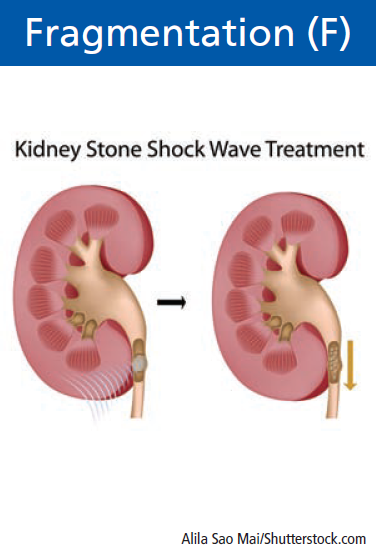 Fragmentation (F)
Kidney Stone Shock Wave Treatment
Alila Sao Mai/Shutterstock.com